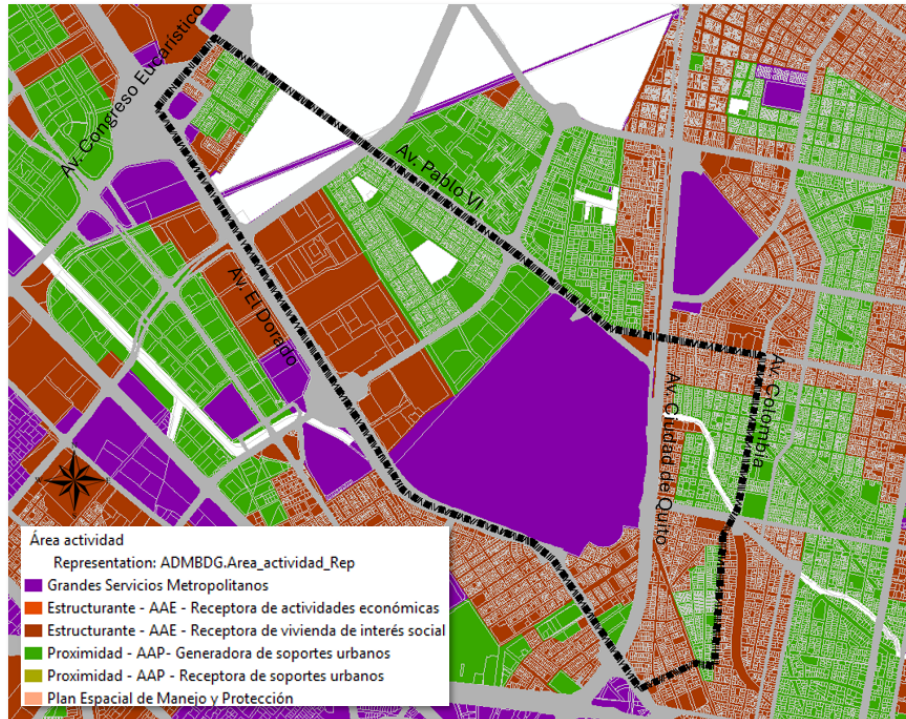 Av. Congreso Eucarístico
Av. Pablo VI
Av. El Dorado
Av. Ciudad de Quito
Av. Colombia
Área actividad
Representation: ADMBDG.Area_actividad_Rep
Grandes Servicios Metropolitanos
Estructurante - AAE - Receptora de actividades económicas
Estructurante - AAE - Receptora de vivienda de interés social
Proximidad - AAP- Generadora de soportes urbanos
Proximidad - AAP - Receptora de soportes urbanos
Plan Espacial de Manejo y Protección